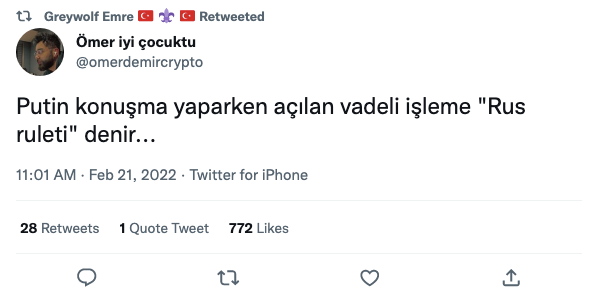 Greywolf Emre 🇹🇷 ⚜️ 🇹🇷 Retweeted
Ömer iyi çocuktu
@omerdemircrypto
Putin konuşma yaparken açılan vadeli işleme "Rus
ruleti" denir...
11:01 AM · Feb 21, 2022 · Twitter for iPhone
28 Retweets 1 Quote Tweet 772 Likes